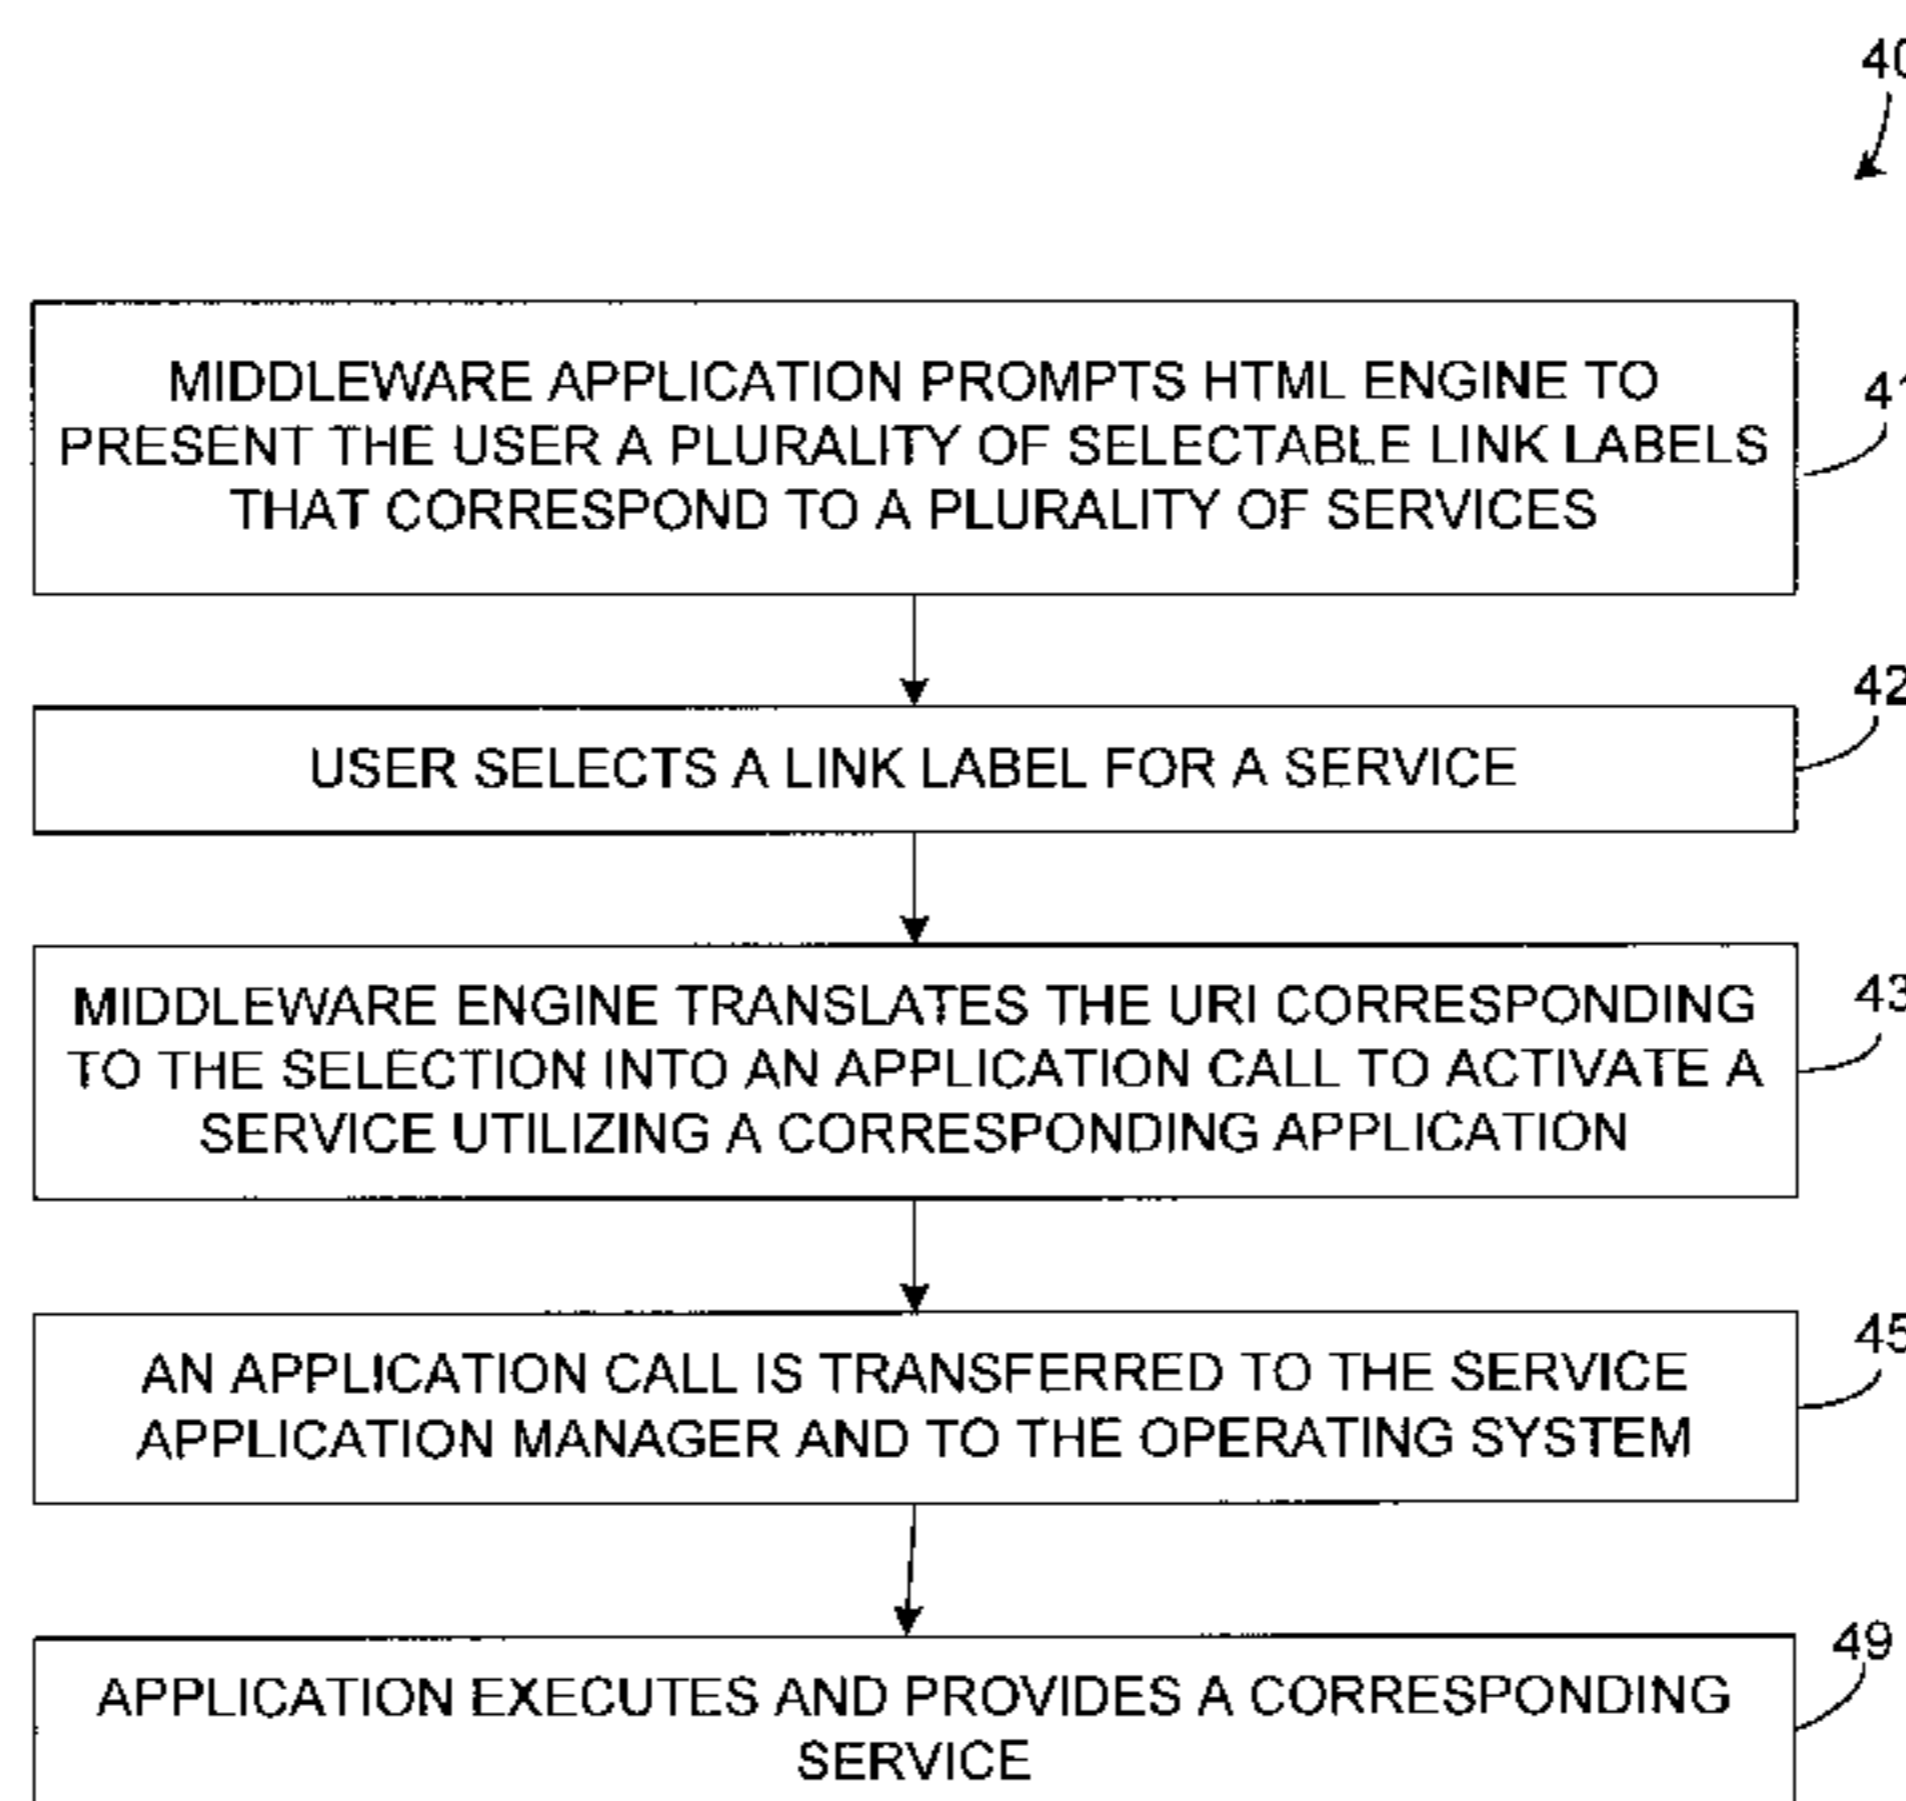 40
MIDDLEWARE APPLICATION PROMPTS HTML ENGINE TO
PRESENT THE USER A PLURALITY OF SELECTABLE LINK LABELS
THAT CORRESPOND TO A PLURALITY OF SERVICES
41
USER SELECTS A LINK LABEL FOR A SERVICE
42
MIDDLEWARE ENGINE TRANSLATES THE URI CORRESPONDING
TO THE SELECTION INTO AN APPLICATION CALL TO ACTIVATE A
SERVICE UTILIZING A CORRESPONDING APPLICATION
43
AN APPLICATION CALL IS TRANSFERRED TO THE SERVICE
APPLICATION MANAGER AND TO THE OPERATING SYSTEM
45
APPLICATION EXECUTES AND PROVIDES A CORRESPONDING
SERVICE
49